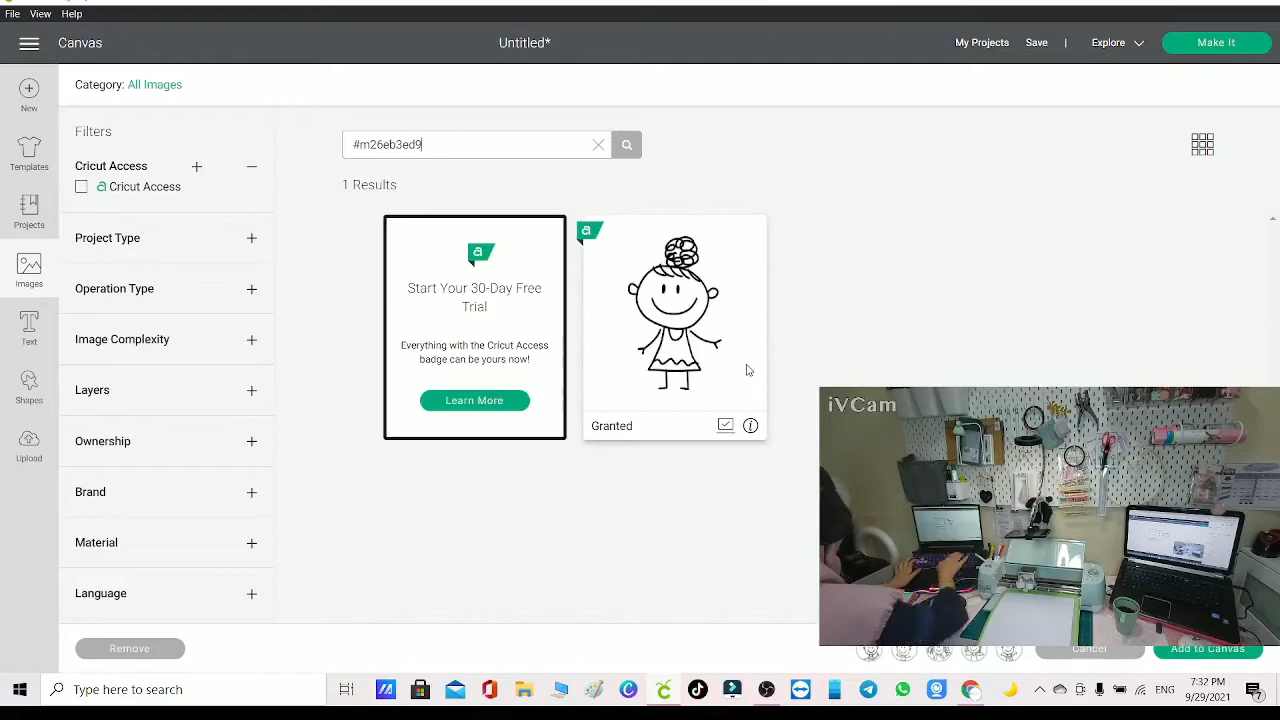 File View Help
Canvas Untitled* My Projects Save | Explore Make It
Category: All Images
New
Templates
Projects
Images
Text
Shapes
Upload
Filters
Cricut Access
Cricut Access
Project Type
Operation Type
Image Complexity
Layers
Ownership
Brand
Material
Language
Remove
#m26eb3ed9
1 Results
Start Your 30-Day Free
Trial
Everything with the Cricut Access
badge can be yours now!
Learn More
Granted
iVCam
Cancel Add to Canvas
Type here to search
ENG
7:32 PM
9/29/2021
7